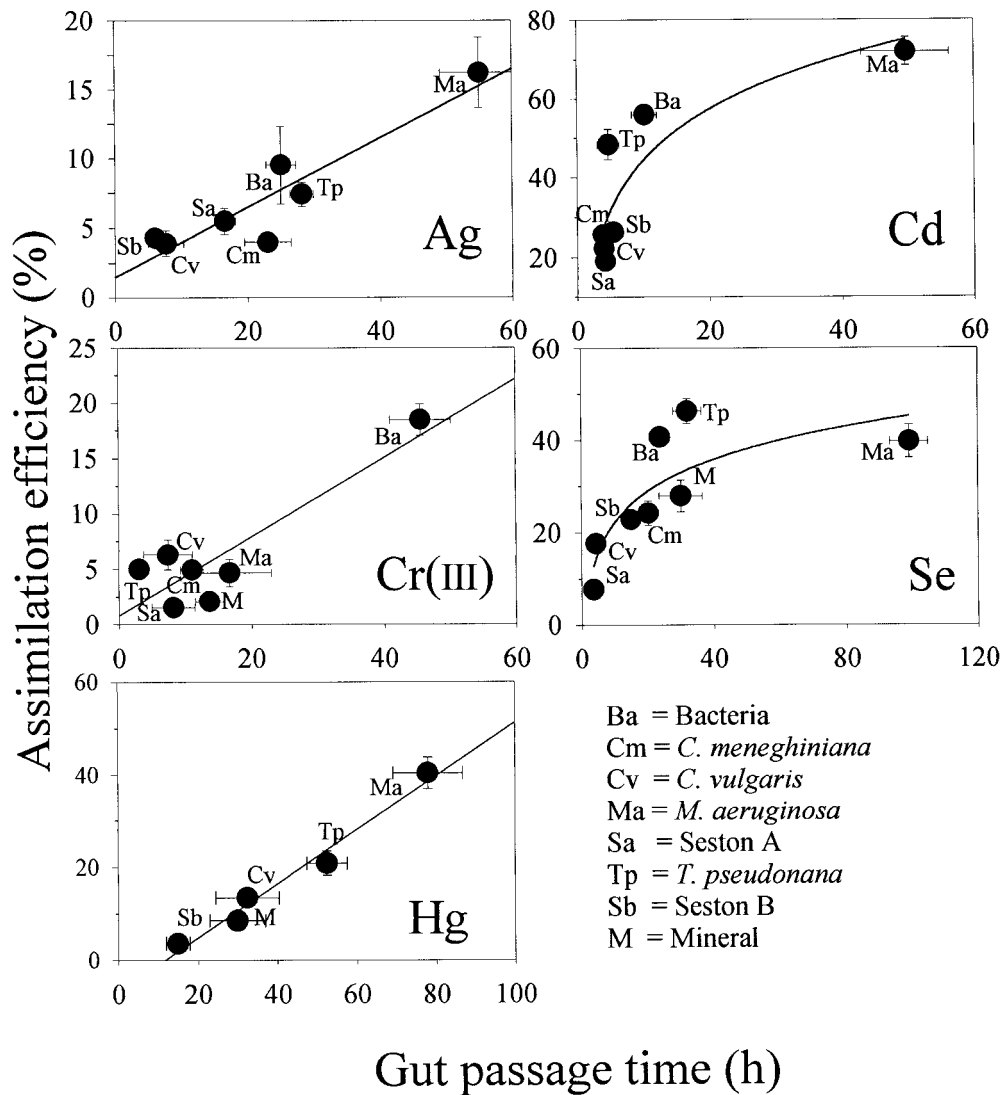 Assimilation efficiency (%)
20
15
10
5
0
0 20 40 60
Ma
Ba
Tp
Sa
Sb
Cv
Cm
Ag
80
60
40
20
0 20 40 60
Ma
Ba
Tp
Cm
Sb
Cv
Sa
Cd
25
20
15
10
5
0
0 20 40 60
Ba
Cv
Ma
Tp
Cm
Sa
M
Cr(III)
60
40
20
0
0 40 80 120
Tp
Ba
Ma
M
Sb
Cm
Cv
Sa
Se
60
40
20
0
0 20 40 60 80 100
Ma
Tp
Cv
Sb
M
Hg
Ba = Bacteria
Cm = C. meneghiniana
Cv = C. vulgaris
Ma = M. aeruginosa
Sa = Seston A
Tp = T. pseudonana
Sb = Seston B
M = Mineral
Gut passage time (h)